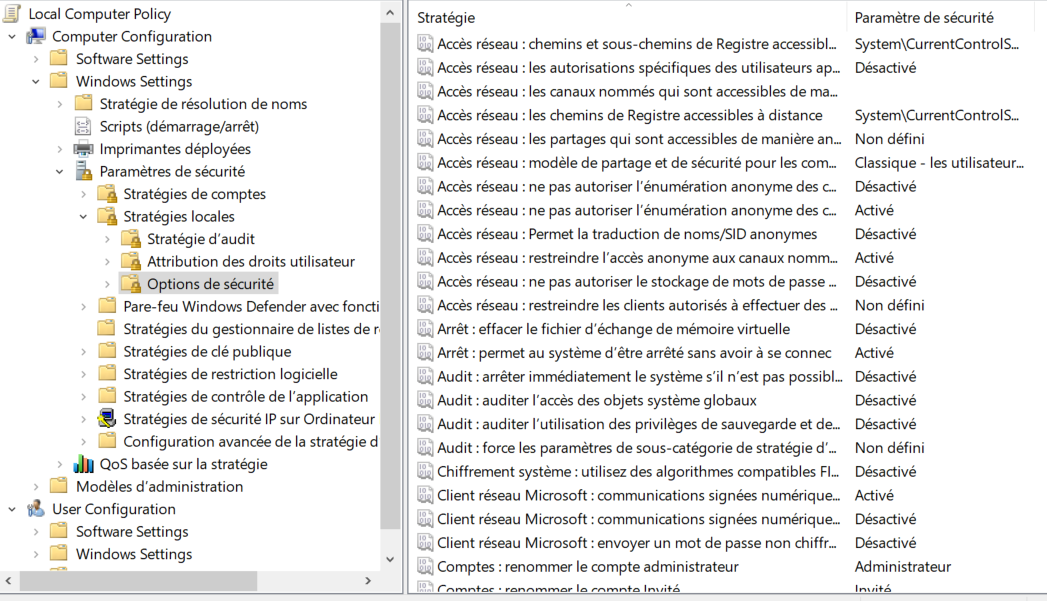 Local Computer Policy
Computer Configuration
Software Settings
Windows Settings
Stratégie de résolution de noms
Scripts (démarrage/arrêt)
Imprimantes déployées
Paramètres de sécurité
Stratégies de comptes
Stratégies locales
Stratégie d'audit
Attribution des droits utilisateur
Options de sécurité
Pare-feu Windows Defender avec foncti
Stratégies du gestionnaire de listes de r
Stratégies de clé publique
Stratégies de restriction logicielle
Stratégies de contrôle de l'application
Stratégies de sécurité IP sur Ordinateur
Configuration avancée de la stratégie d
QoS basée sur la stratégie
Modèles d'administration
User Configuration
Software Settings
Windows Settings
Stratégie Paramètre de sécurité
Accès réseau : chemins et sous-chemins de Registre accessibl... System\CurrentControlS...
Accès réseau : les autorisations spécifiques des utilisateurs ap... Désactivé
Accès réseau : les canaux nommés qui sont accessibles de ma...
Accès réseau : les chemins de Registre accessibles à distance System\CurrentControlS...
Accès réseau : les partages qui sont accessibles de manière an... Non défini
Accès réseau : modèle de partage et de sécurité pour les com... Classique - les utilisateur...
Accès réseau : ne pas autoriser l'énumération anonyme des c... Désactivé
Accès réseau : ne pas autoriser l'énumération anonyme des c... Activé
Accès réseau : Permet la traduction de noms/SID anonymes Désactivé
Accès réseau : restreindre l'accès anonyme aux canaux nomm... Activé
Accès réseau : ne pas autoriser le stockage de mots de passe ... Désactivé
Accès réseau : restreindre les clients autorisés à effectuer des ... Non défini
Arrêt : effacer le fichier d'échange de mémoire virtuelle Désactivé
Arrêt : permet au système d'être arrêté sans avoir à se connec Activé
Audit : arrêter immédiatement le système s'il n'est pas possibl... Désactivé
Audit : auditer l'accès des objets système globaux Désactivé
Audit : auditer l'utilisation des privilèges de sauvegarde et de... Désactivé
Audit : force les paramètres de sous-catégorie de stratégie d'... Non défini
Chiffrement système : utilisez des algorithmes compatibles FI... Désactivé
Client réseau Microsoft : communications signées numérique... Activé
Client réseau Microsoft : communications signées numérique... Désactivé
Client réseau Microsoft : envoyer un mot de passe non chiffr... Désactivé
Comptes : renommer le compte administrateur Administrateur
Comptes : renommer le compte Invité Invité